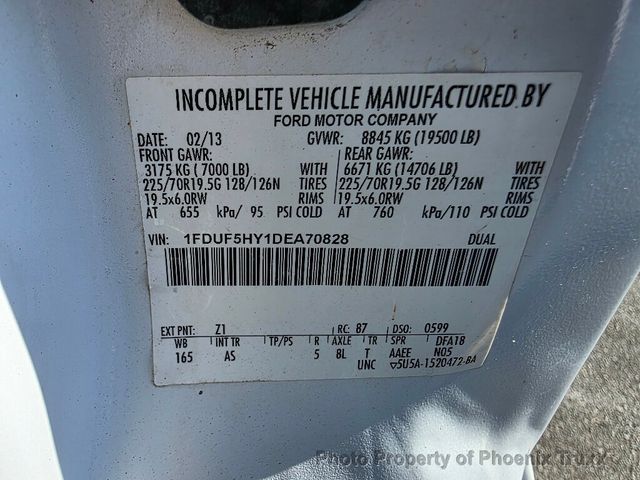 INCOMPLETE VEHICLE MANUFACTURED BY
FORD MOTOR COMPANY
DATE: 02/13 GVWR: 8845 KG (19500 LB)
FRONT GAWR: REAR GAWR:
3175 KG ( 7000 LB) WITH 6671 KG (14706 LB) WITH
225/70R19.5G 128/126N TIRES 225/70R19.5G 128/126N TIRES
19.5x6.0RW RIMS 19.5x6.0RW RIMS
AT 655 kPa/ 95 PSI COLD AT 760 kPa/110 PSI COLD
VIN: 1FDUF5HY1DEA70828 DUAL
EXT PNT: Z1 RC: 87 DSO: 0599
WB INT TR TP/PS R AXLE TR SPR DFA18
165 AS 5 8L T AAEE N05
UNC ▽5U5A-1520472-BA
Photo Property of Phoenix Truxx